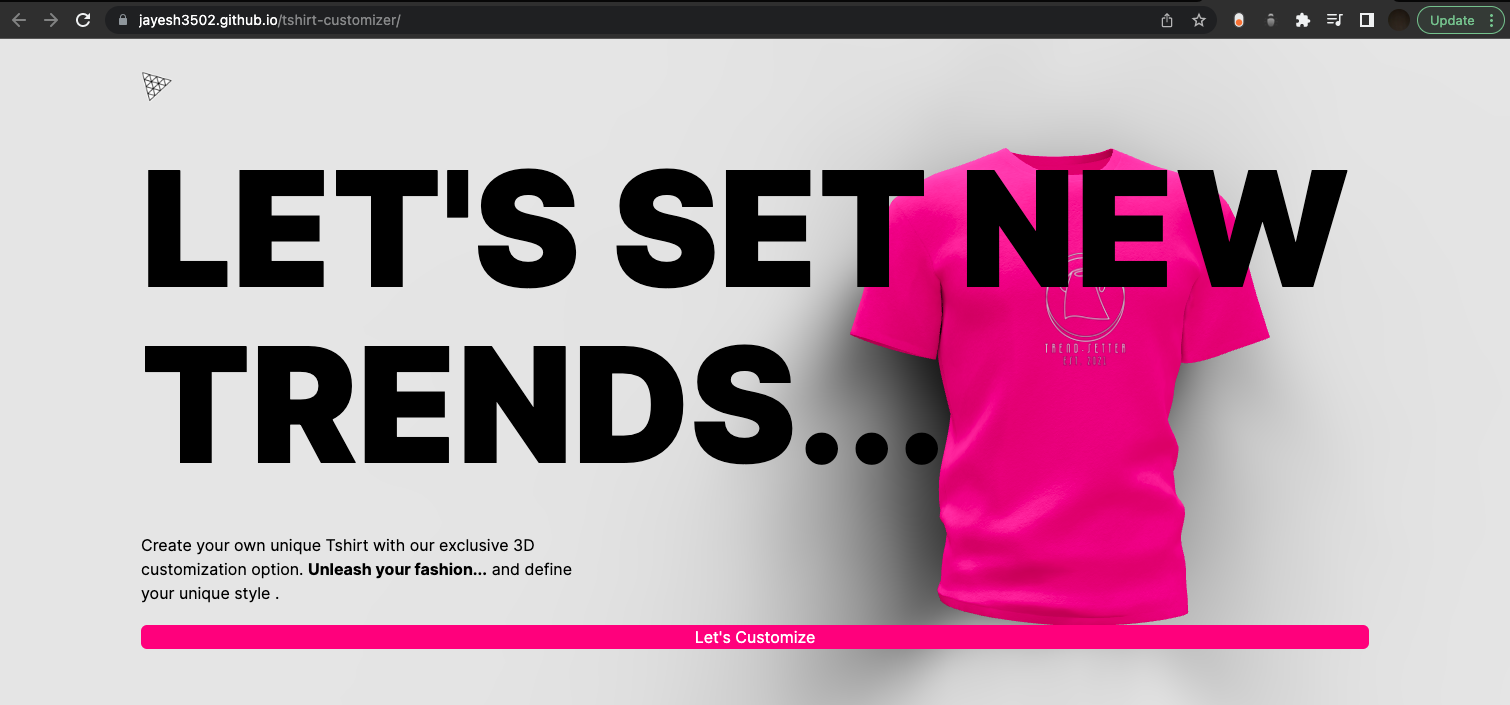 jayesh3502.github.io/tshirt-customizer/
Update
LET'S SET NEW
TRENDS...
TREND-SETTER
Create your own unique Tshirt with our exclusive 3D
customization option. Unleash your fashion... and define
your unique style .
Let's Customize